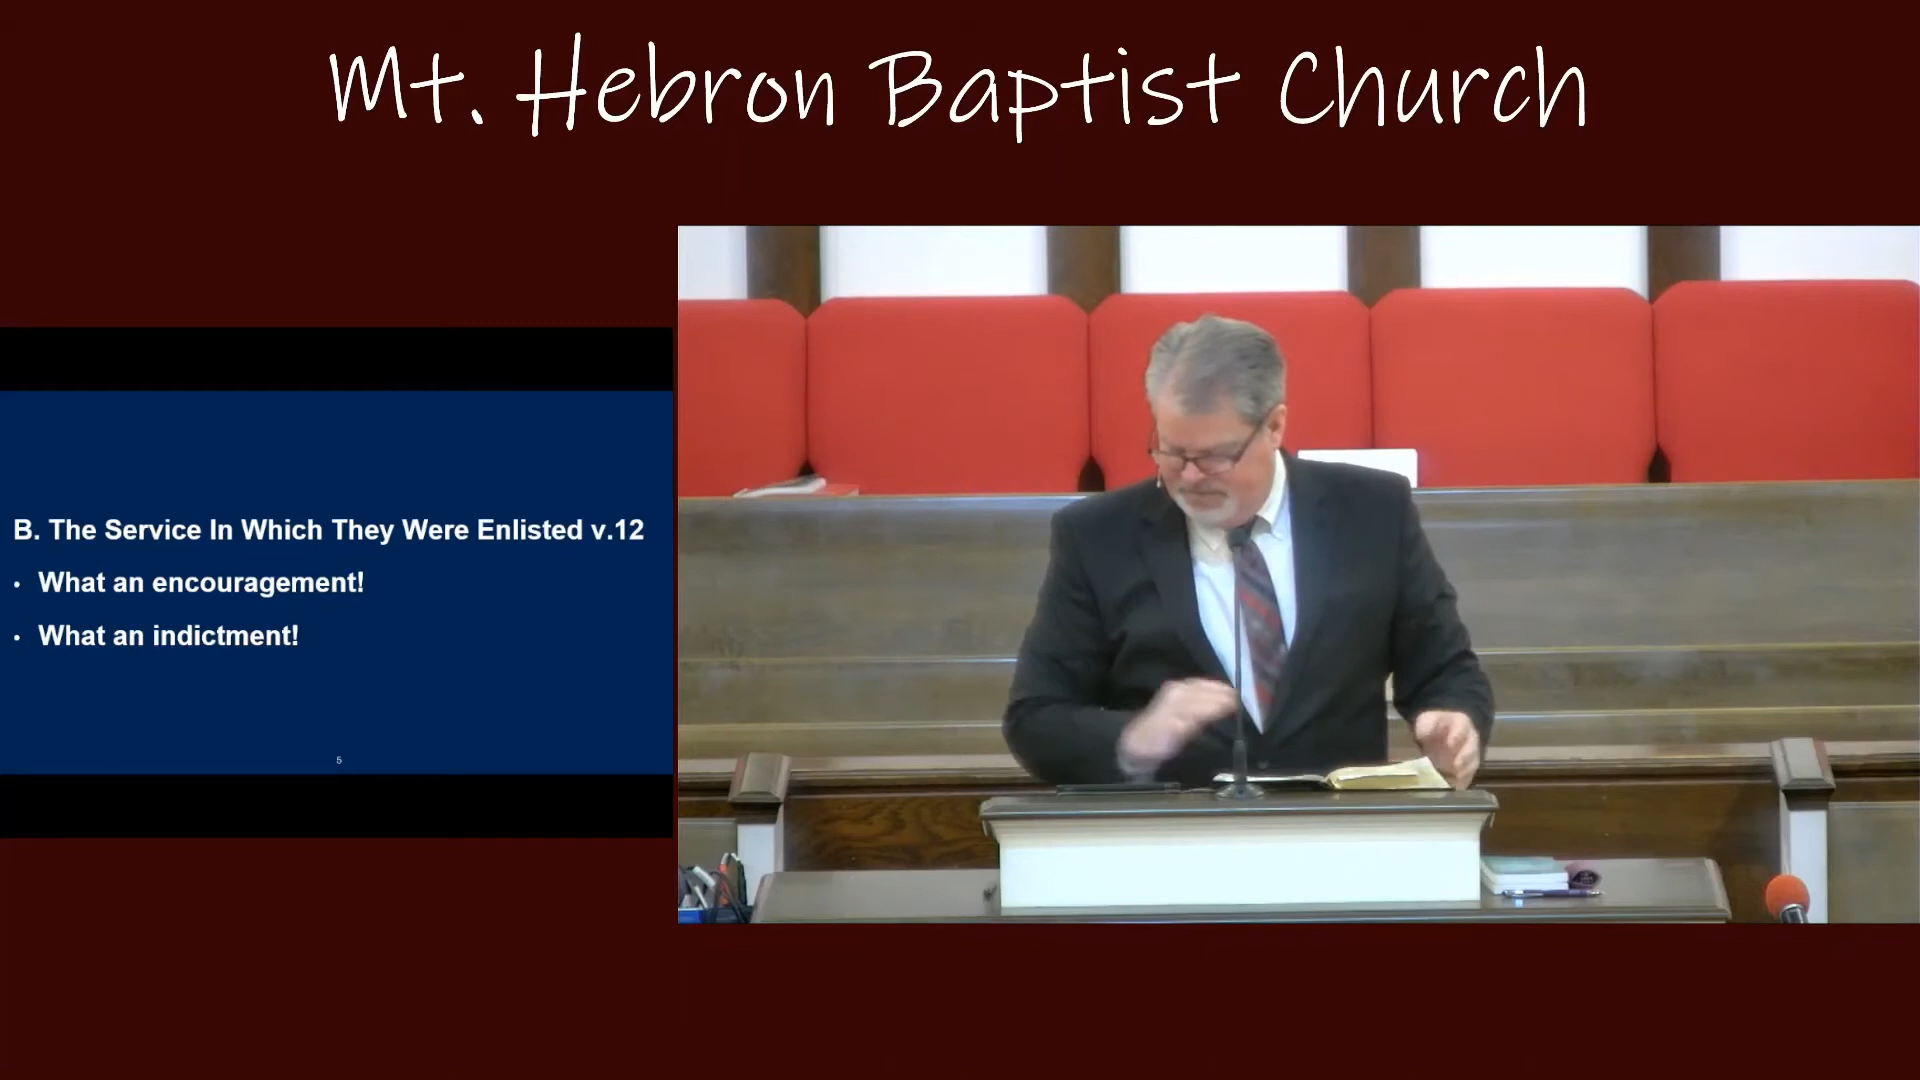 Mt. Hebron Baptist Church
B. The Service In Which They Were Enlisted v.12
• What an encouragement!
• What an indictment!
5